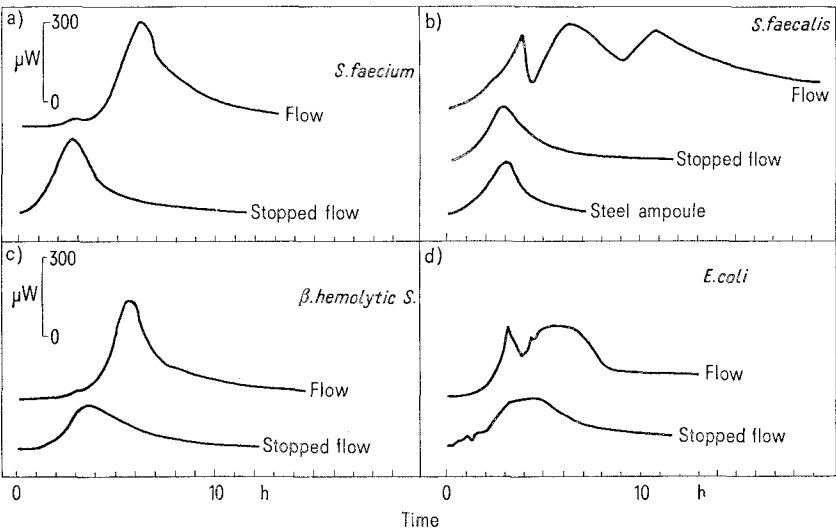 a)
300
μW
0
S.faecium
Flow
Stopped flow
b)
S.faecalis
Flow
Stopped flow
Steel ampoule
c)
300
μW
0
β.hemolytic S.
Flow
Stopped flow
d)
E.coli
Flow
Stopped flow
0 10 h 0 10 h
Time